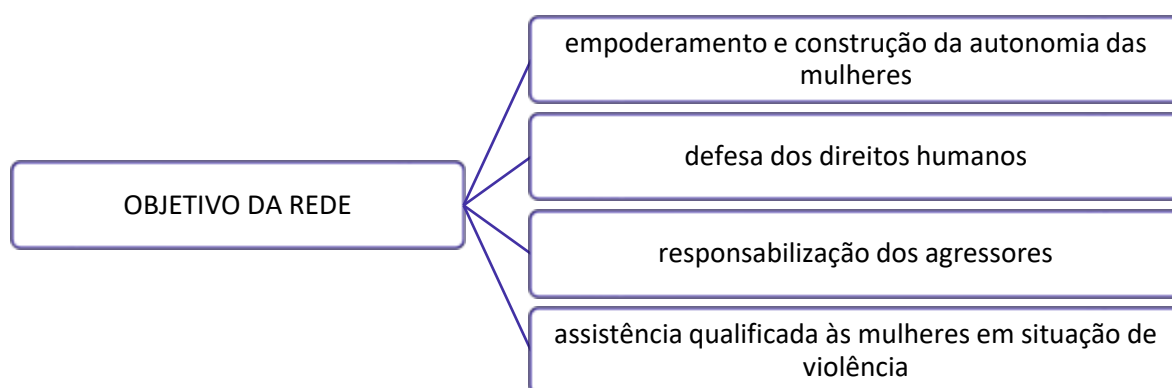 empoderamento e construção da autonomia das
mulheres
defesa dos direitos humanos
OBJETIVO DA REDE
responsabilização dos agressores
assistência qualificada às mulheres em situação de
violência